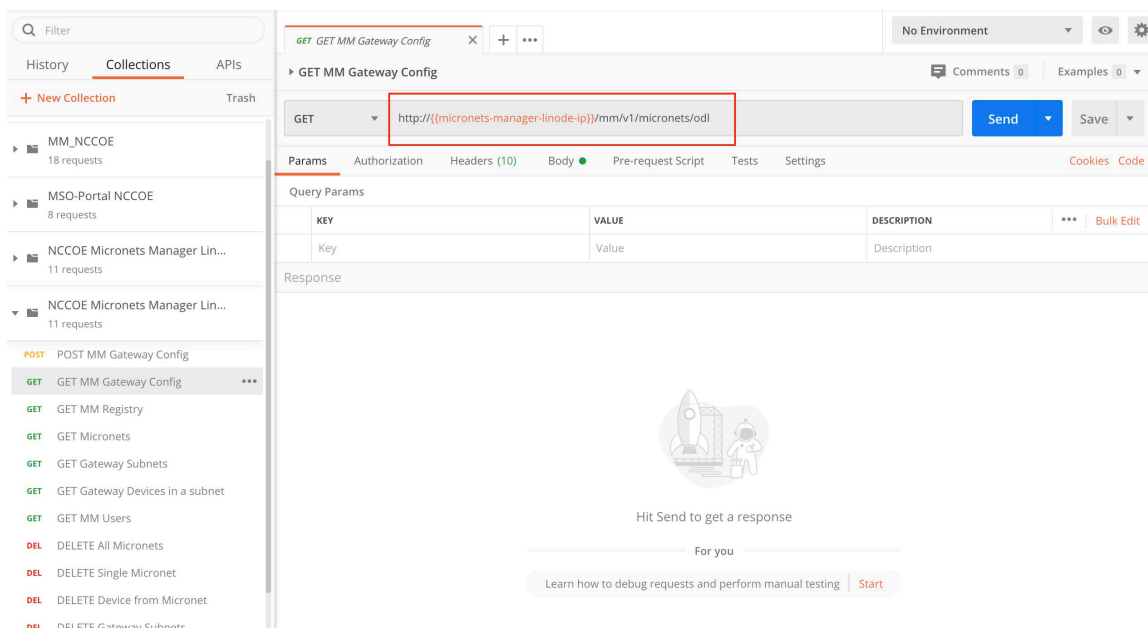 Filter
History Collections APIs
+ New Collection Trash
MM_NCCOE
18 requests
MSO-Portal NCCOE
8 requests
NCCOE Micronets Manager Lin...
11 requests
NCCOE Micronets Manager Lin...
11 requests
POST POST MM Gateway Config
GET GET MM Gateway Config •••
GET GET MM Registry
GET GET Micronets
GET GET Gateway Subnets
GET GET Gateway Devices in a subnet
GET GET MM Users
DEL DELETE All Micronets
DEL DELETE Single Micronet
DEL DELETE Device from Micronet
DEL DELETE Gateway Subnets
GET GET MM Gateway Config × + •••
No Environment
GET MM Gateway Config
Comments 0 Examples 0
GET http://{{micronets-manager-linode-ip}}/mm/v1/micronets/odl Send Save
Params Authorization Headers (10) Body Pre-request Script Tests Settings Cookies Code
Query Params
KEY VALUE DESCRIPTION ••• Bulk Edit
Key Value Description
Response
Hit Send to get a response
For you
Learn how to debug requests and perform manual testing Start